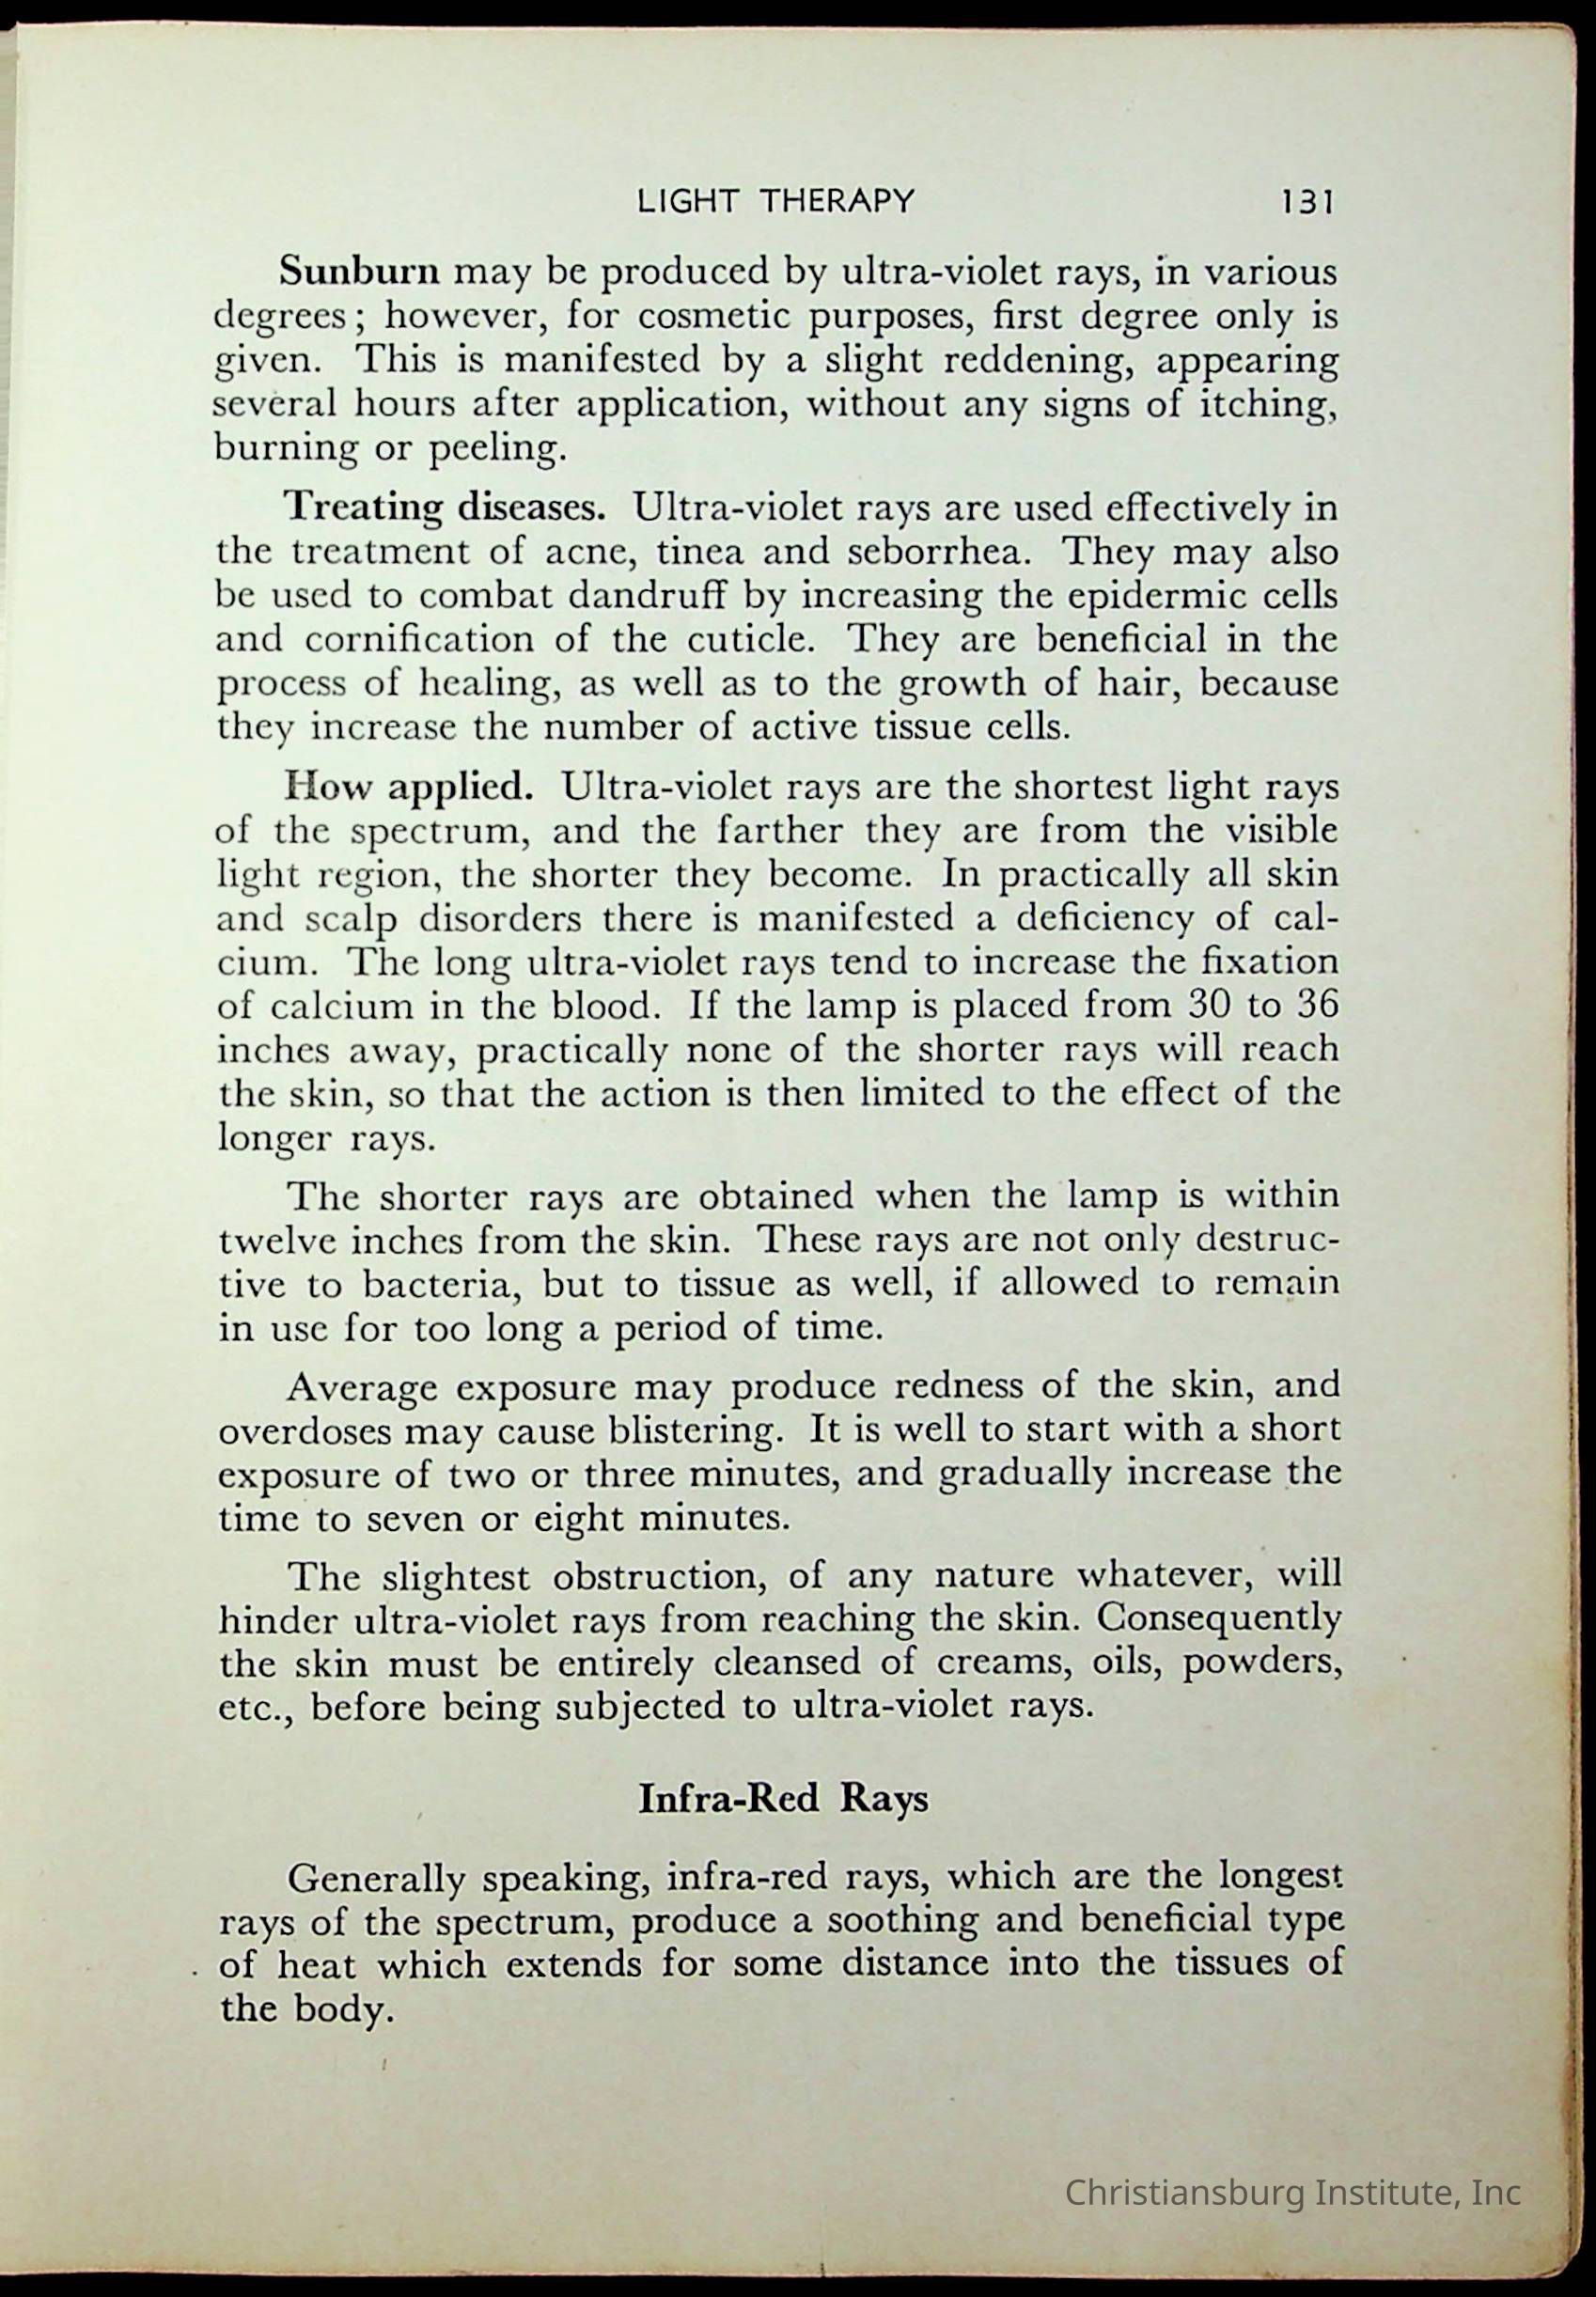 LIGHT THERAPY 131
Sunburn may be produced by ultra-violet rays, in various
degrees; however, for cosmetic purposes, first degree only is
given. This is manifested by a slight reddening, appearing
several hours after application, without any signs of itching,
burning or peeling.
Treating diseases. Ultra-violet rays are used effectively in
the treatment of acne, tinea and seborrhea. They may also
be used to combat dandruff by increasing the epidermic cells
and cornification of the cuticle. They are beneficial in the
process of healing, as well as to the growth of hair, because
they increase the number of active tissue cells.
How applied. Ultra-violet rays are the shortest light rays
of the spectrum, and the farther they are from the visible
light region, the shorter they become. In practically all skin
and scalp disorders there is manifested a deficiency of cal-
cium. The long ultra-violet rays tend to increase the fixation
of calcium in the blood. If the lamp is placed from 30 to 36
inches away, practically none of the shorter rays will reach
the skin, so that the action is then limited to the effect of the
longer rays.
The shorter rays are obtained when the lamp is within
twelve inches from the skin. These rays are not only destruc-
tive to bacteria, but to tissue as well, if allowed to remain
in use for too long a period of time.
Average exposure may produce redness of the skin, and
overdoses may cause blistering. It is well to start with a short
exposure of two or three minutes, and gradually increase the
time to seven or eight minutes.
The slightest obstruction, of any nature whatever, will
hinder ultra-violet rays from reaching the skin. Consequently
the skin must be entirely cleansed of creams, oils, powders,
etc., before being subjected to ultra-violet rays.
Infra-Red Rays
Generally speaking, infra-red rays, which are the longest
rays of the spectrum, produce a soothing and beneficial type
of heat which extends for some distance into the tissues of
the body.
Christiansburg Institute, Inc